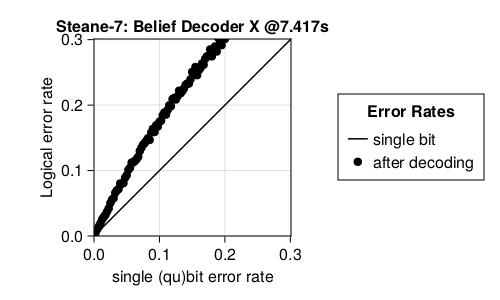 Steane-7: Belief Decoder X @7.417s
0.3
0.2
0.1
0.0
0.0 0.1 0.2 0.3
Logical error rate
single (qu)bit error rate
Error Rates
single bit
after decoding